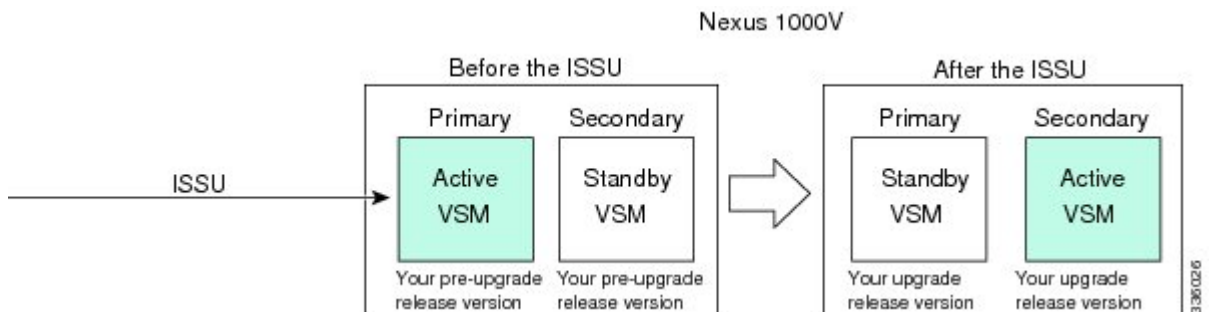 Nexus 1000V
Before the ISSU
After the ISSU
Primary
Secondary
Primary
Secondary
ISSU
Active
VSM
Standby
VSM
Standby
VSM
Active
VSM
Your pre-upgrade
release version
Your pre-upgrade
release version
Your upgrade
release version
Your upgrade
release version
336026